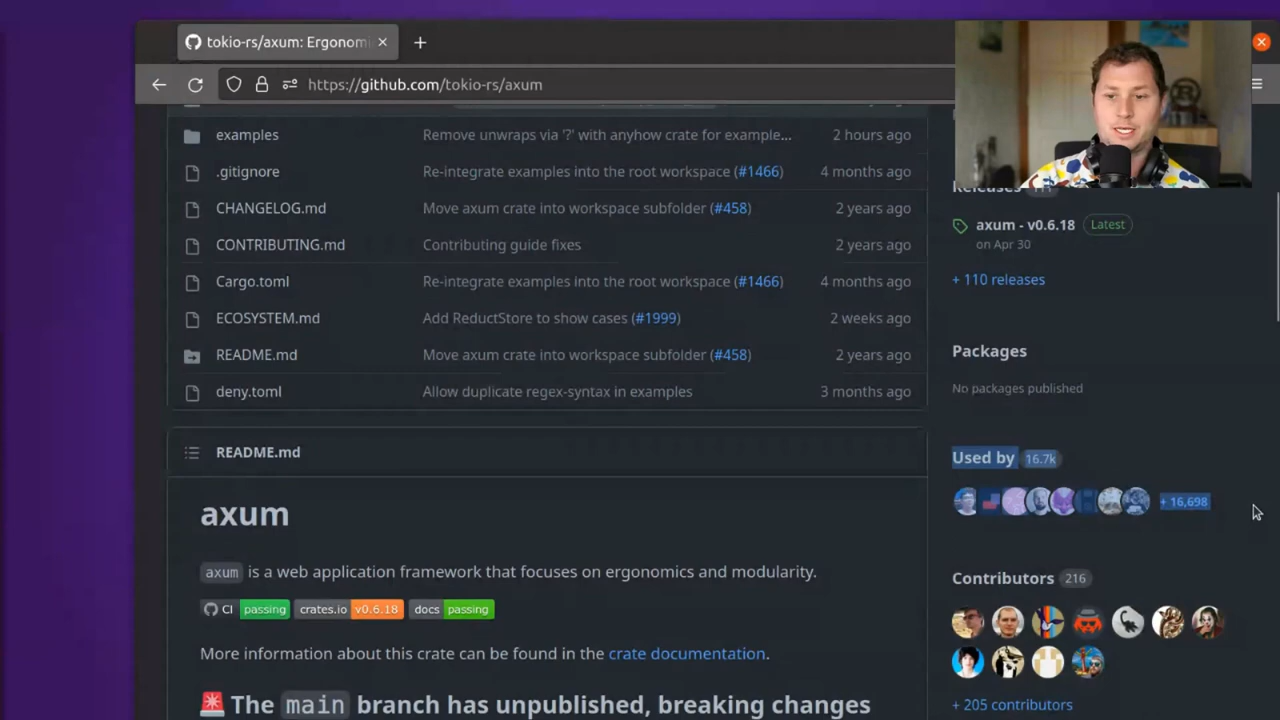 tokio-rs/axum: Ergonomi
https://github.com/tokio-rs/axum
examples Remove unwraps via '?' with anyhow crate for example... 2 hours ago
.gitignore Re-integrate examples into the root workspace (#1466) 4 months ago
CHANGELOG.md Move axum crate into workspace subfolder (#458) 2 years ago
CONTRIBUTING.md Contributing guide fixes 2 years ago
Cargo.toml Re-integrate examples into the root workspace (#1466) 4 months ago
ECOSYSTEM.md Add ReductStore to show cases (#1999) 2 weeks ago
README.md Move axum crate into workspace subfolder (#458) 2 years ago
deny.toml Allow duplicate regex-syntax in examples 3 months ago
README.md
axum
axum is a web application framework that focuses on ergonomics and modularity.
CI passing crates.io v0.6.18 docs passing
More information about this crate can be found in the crate documentation.
🚨 The main branch has unpublished, breaking changes
Releases
axum - v0.6.18 Latest
on Apr 30
+ 110 releases
Packages
No packages published
Used by 16.7k
+ 16,698
Contributors 216
+ 205 contributors